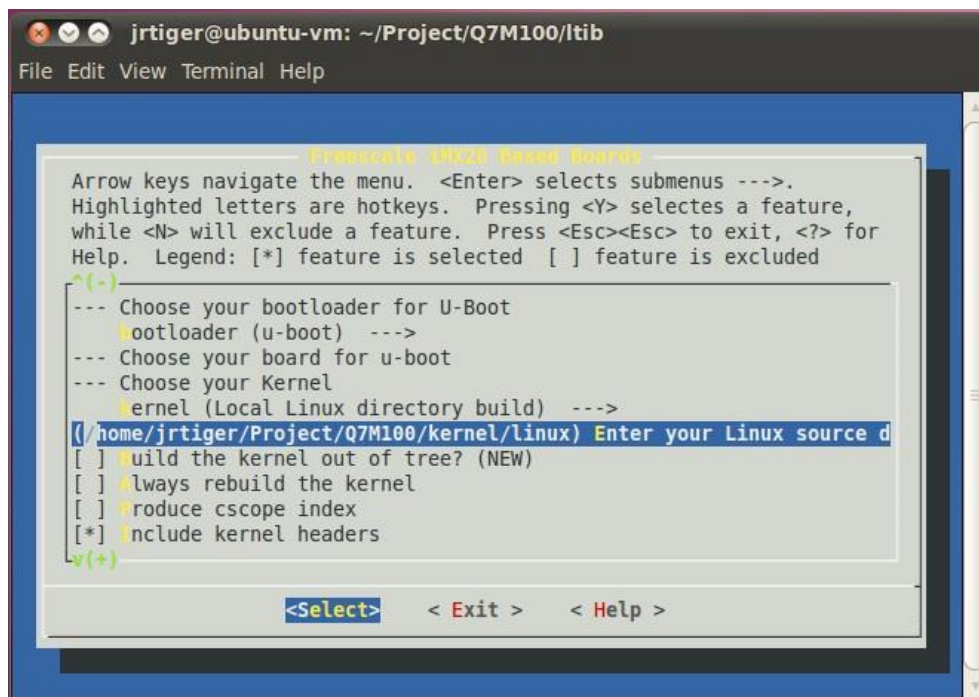 jrtiger@ubuntu-vm: ~/Project/Q7M100/ltib
File Edit View Terminal Help
Freescale iMX28 Based Boards
Arrow keys navigate the menu. <Enter> selects submenus --->.
Highlighted letters are hotkeys. Pressing <Y> selectes a feature,
while <N> will exclude a feature. Press <Esc><Esc> to exit, <?> for
Help. Legend: [*] feature is selected [ ] feature is excluded
^(-)
--- Choose your bootloader for U-Boot
bootloader (u-boot) --->
--- Choose your board for u-boot
--- Choose your Kernel
kernel (Local Linux directory build) --->
(/home/jrtiger/Project/Q7M100/kernel/linux) Enter your Linux source d
[ ] Build the kernel out of tree? (NEW)
[ ] Always rebuild the kernel
[ ] Produce cscope index
[*] Include kernel headers
v(+)
<Select> < Exit > < Help >